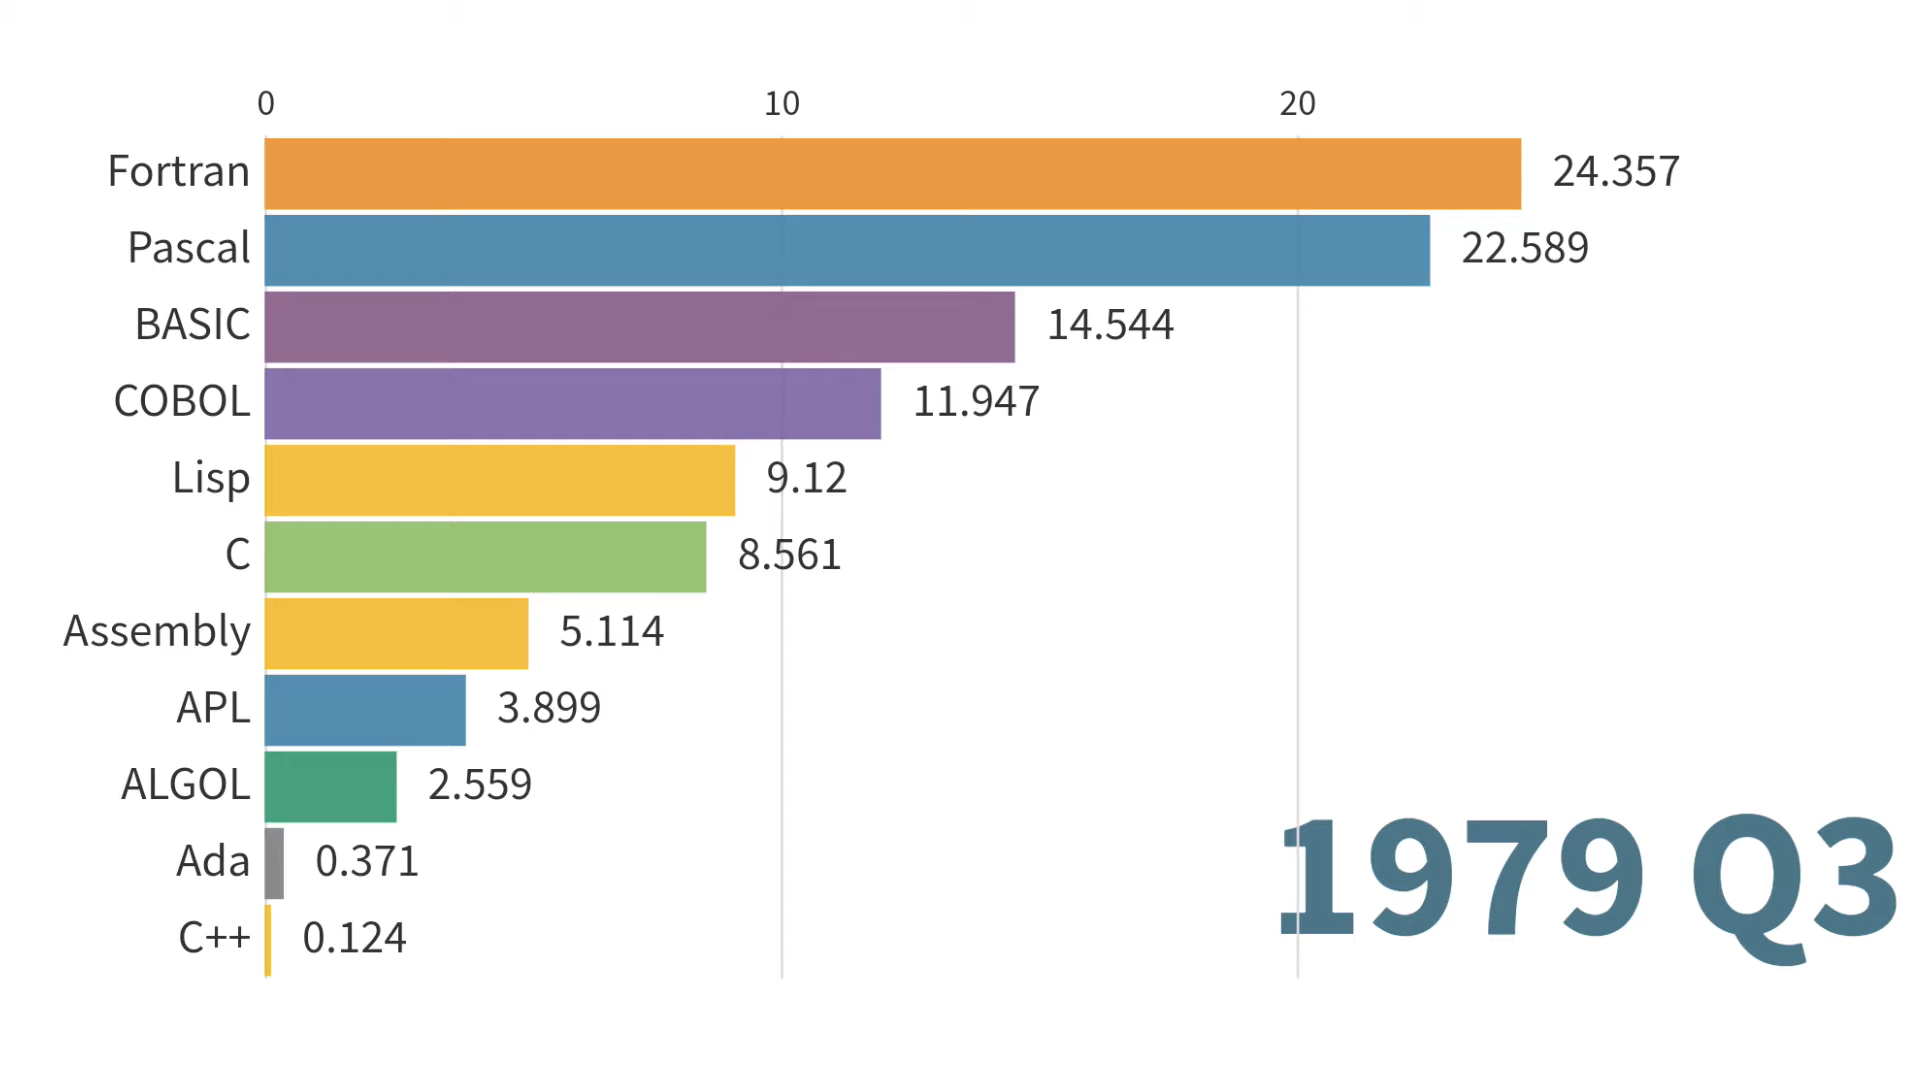 0 10 20
Fortran 24.357
Pascal 22.589
BASIC 14.544
COBOL 11.947
Lisp 9.12
C 8.561
Assembly 5.114
APL 3.899
ALGOL 2.559
Ada 0.371
C++ 0.124
1979 Q3